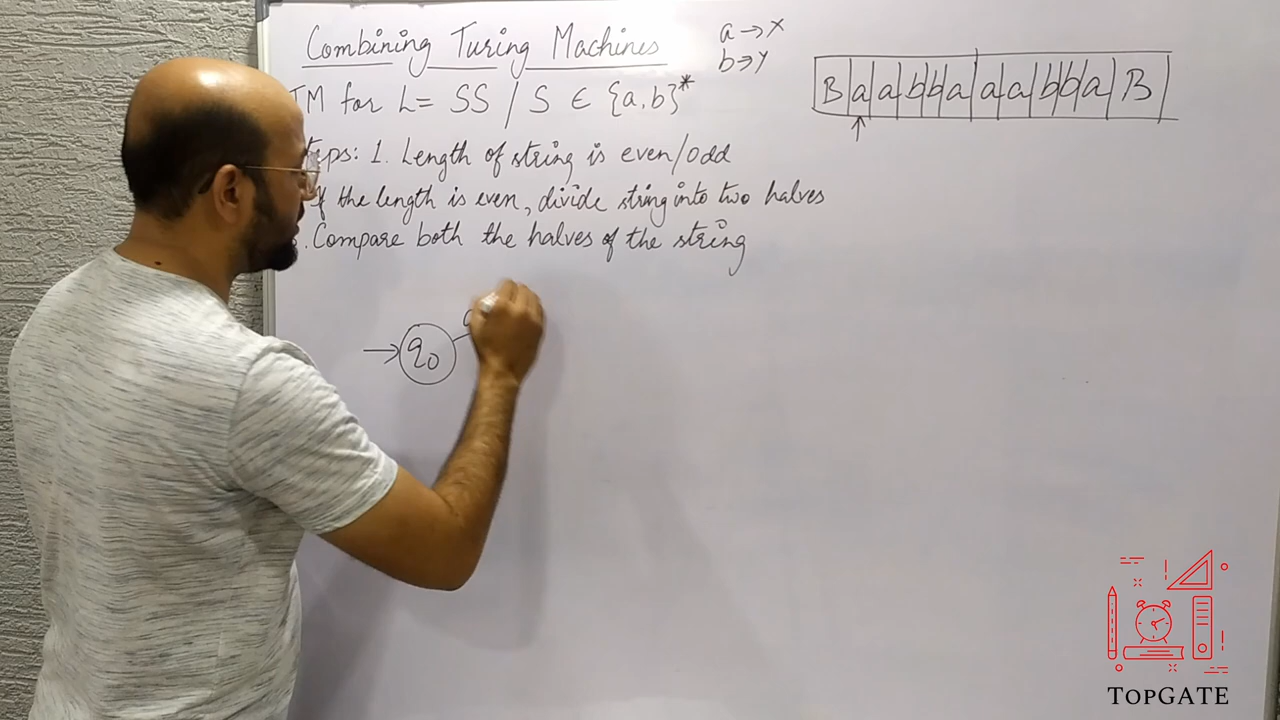 Combining Turing Machines
a → X
b → Y
TM for L = SS / S ∈ {a,b}*
B a a b b a a a b b a B
1. Length of string is even/odd
the length is even, divide string into two halves
Compare both the halves of the string
q0
TOPGATE